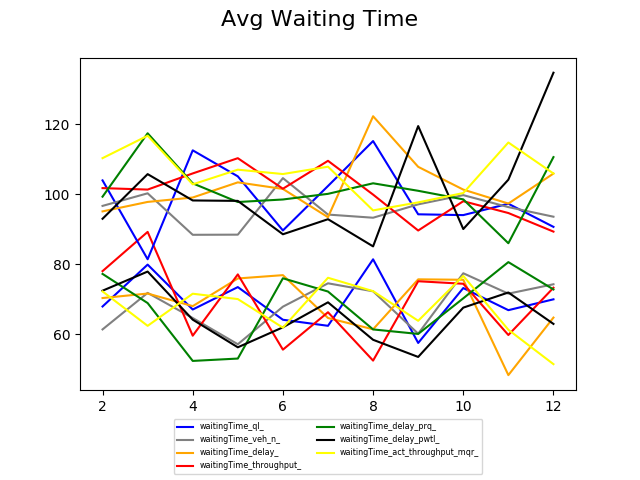 Avg Waiting Time
120
100
80
60
2 4 6 8 10 12
waitingTime_ql_
waitingTime_veh_n_
waitingTime_delay_
waitingTime_throughput_
waitingTime_delay_prq_
waitingTime_delay_pwtl_
waitingTime_act_throughput_mqr_